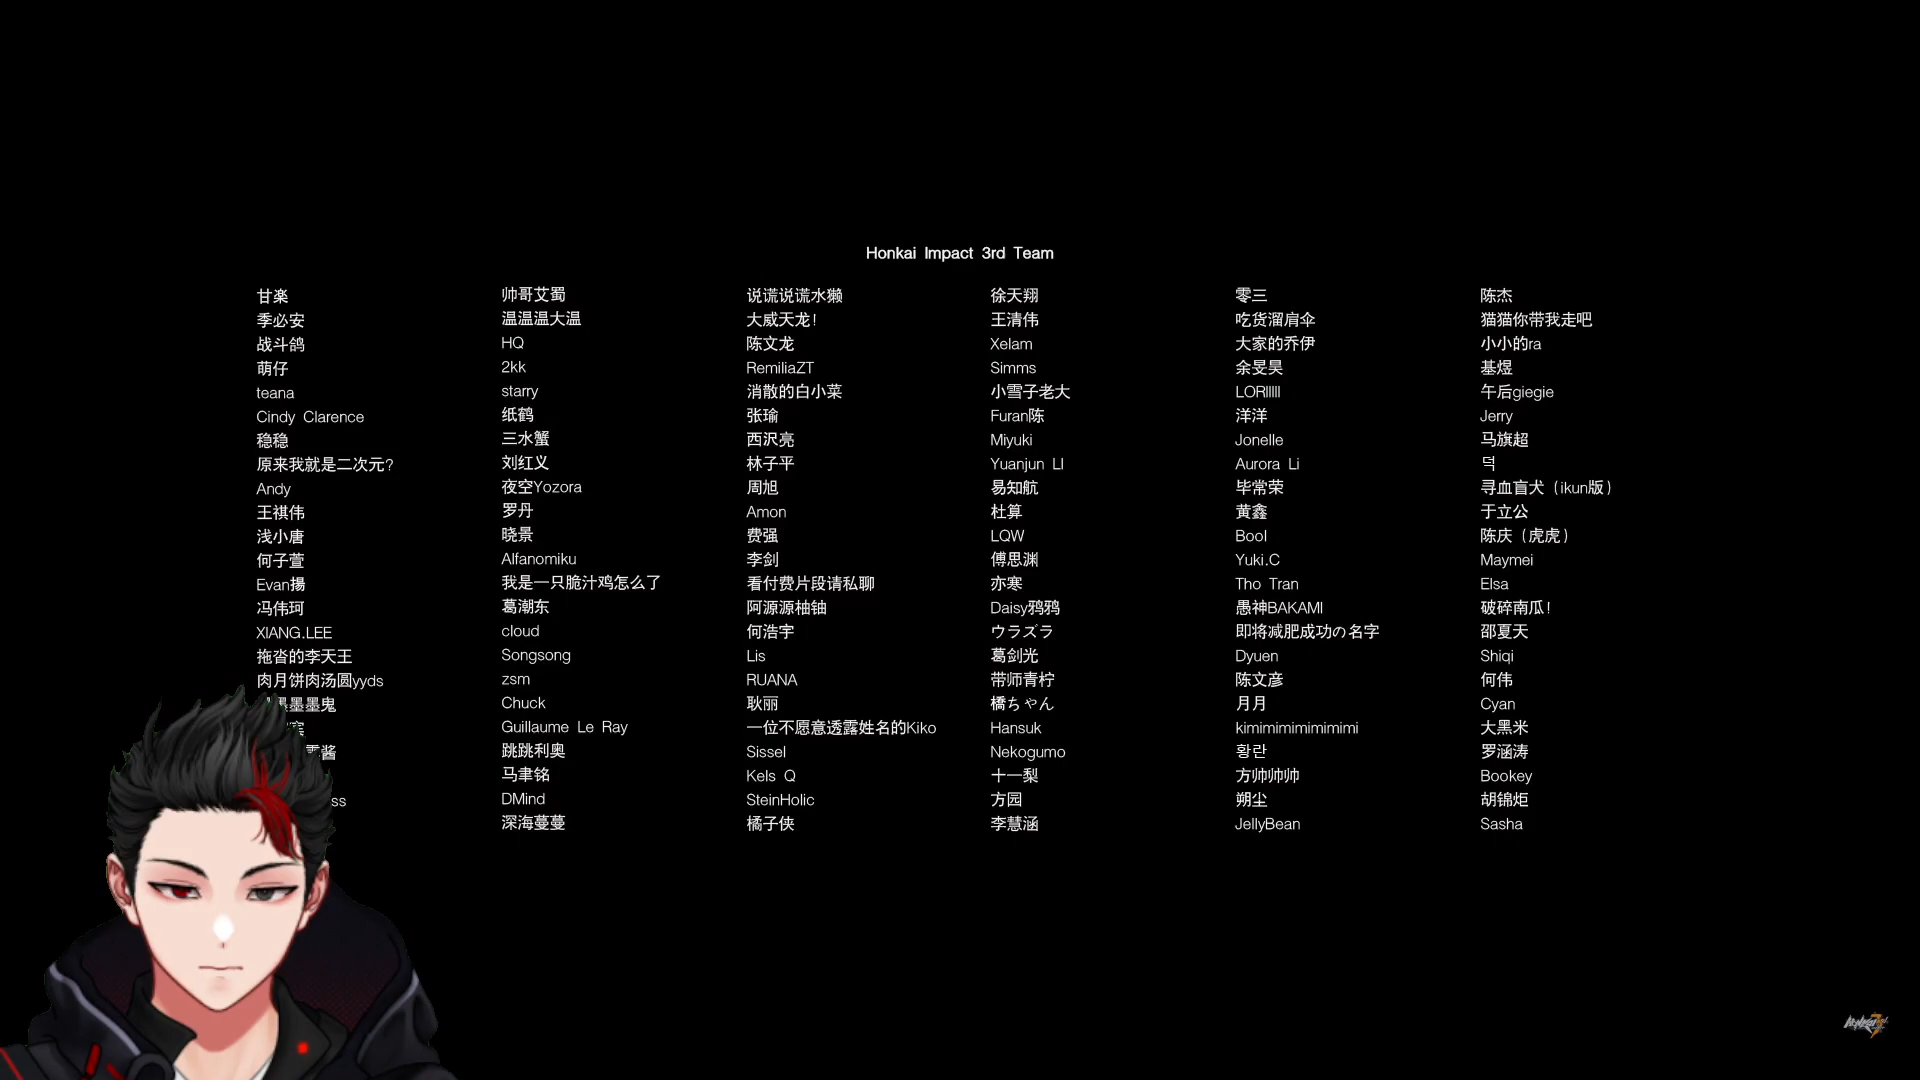 Honkai Impact 3rd Team
甘楽
季必安
战斗鸽
萌仔
teana
Cindy Clarence
稳稳
原来我就是二次元?
Andy
王祺伟
浅小唐
何子萱
Evan揚
冯伟珂
XIANG.LEE
拖沓的李天王
肉月饼肉汤圆yyds
墨墨墨鬼
酱
ss
帅哥艾蜀
温温温大温
HQ
2kk
starry
纸鹤
三水蟹
刘红义
夜空Yozora
罗丹
晓景
Alfanomiku
我是一只脆汁鸡怎么了
葛潮东
cloud
Songsong
zsm
Chuck
Guillaume Le Ray
跳跳利奥
马聿铭
DMind
深海蔓蔓
说谎说谎水獭
大威天龙!
陈文龙
RemiliaZT
消散的白小菜
张瑜
西沢亮
林子平
周旭
Amon
费强
李剑
看付费片段请私聊
阿源源柚铀
何浩宇
Lis
RUANA
耿丽
一位不愿意透露姓名的Kiko
Sissel
Kels Q
SteinHolic
橘子侠
徐天翔
王清伟
Xelam
Simms
小雪子老大
Furan陈
Miyuki
Yuanjun LI
易知航
杜算
LQW
傅思渊
亦寒
Daisy鸦鸦
ウラズラ
葛剑光
带师青柠
橋ちゃん
Hansuk
Nekogumo
十一梨
方园
李慧涵
零三
吃货溜肩伞
大家的乔伊
余旻昊
LORIIIII
洋洋
Jonelle
Aurora Li
毕常荣
黄鑫
Bool
Yuki.C
Tho Tran
愚神BAKAMI
即将减肥成功の名字
Dyuen
陈文彦
月月
kimimimimimimimi
황란
方帅帅帅
朔尘
JellyBean
陈杰
猫猫你带我走吧
小小的ra
基煜
午后giegie
Jerry
马旗超
덕
寻血盲犬（ikun版）
于立公
陈庆（虎虎）
Maymei
Elsa
破碎南瓜!
邵夏天
Shiqi
何伟
Cyan
大黑米
罗涵涛
Bookey
胡锦炬
Sasha